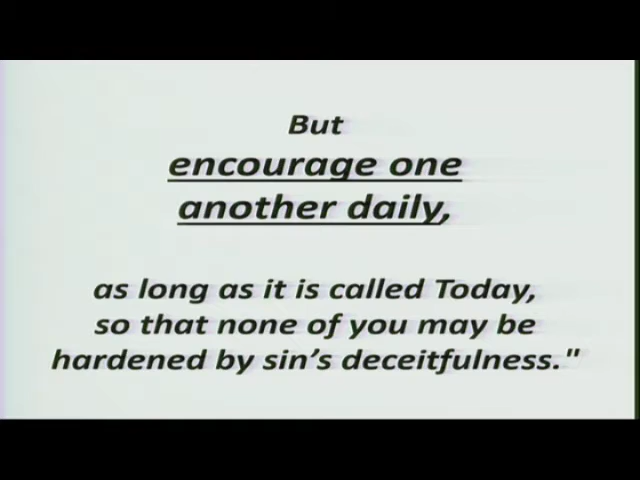 But
encourage one
another daily,
as long as it is called Today,
so that none of you may be
hardened by sin’s deceitfulness."